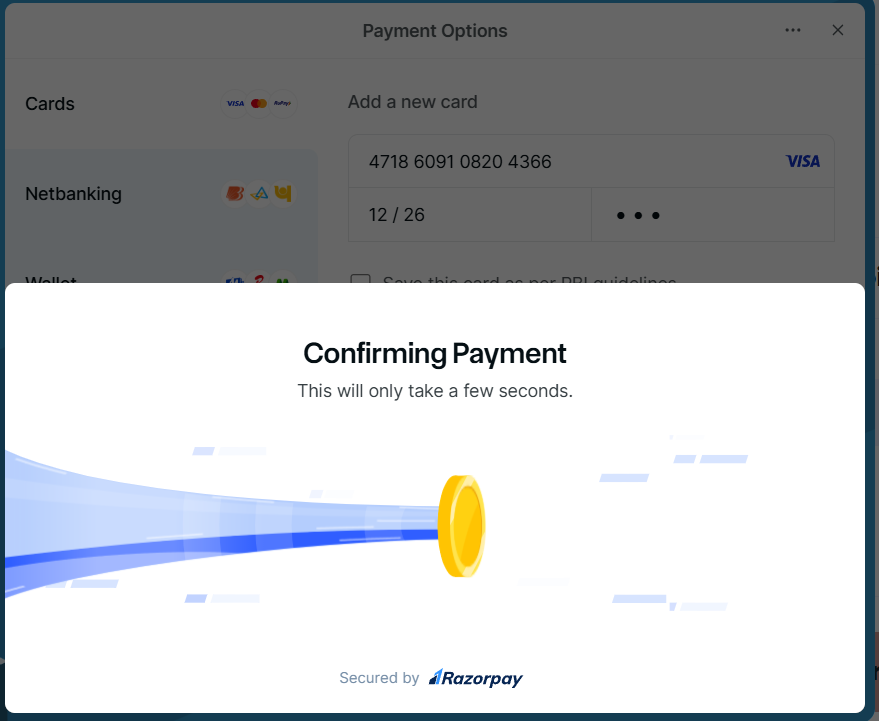 Payment Options
Cards
VISA
RuPay
Add a new card
4718 6091 0820 4366
VISA
Netbanking
12 / 26
Wallet
Save this card as per RBI guidelines
Confirming Payment
This will only take a few seconds.
Secured by Razorpay